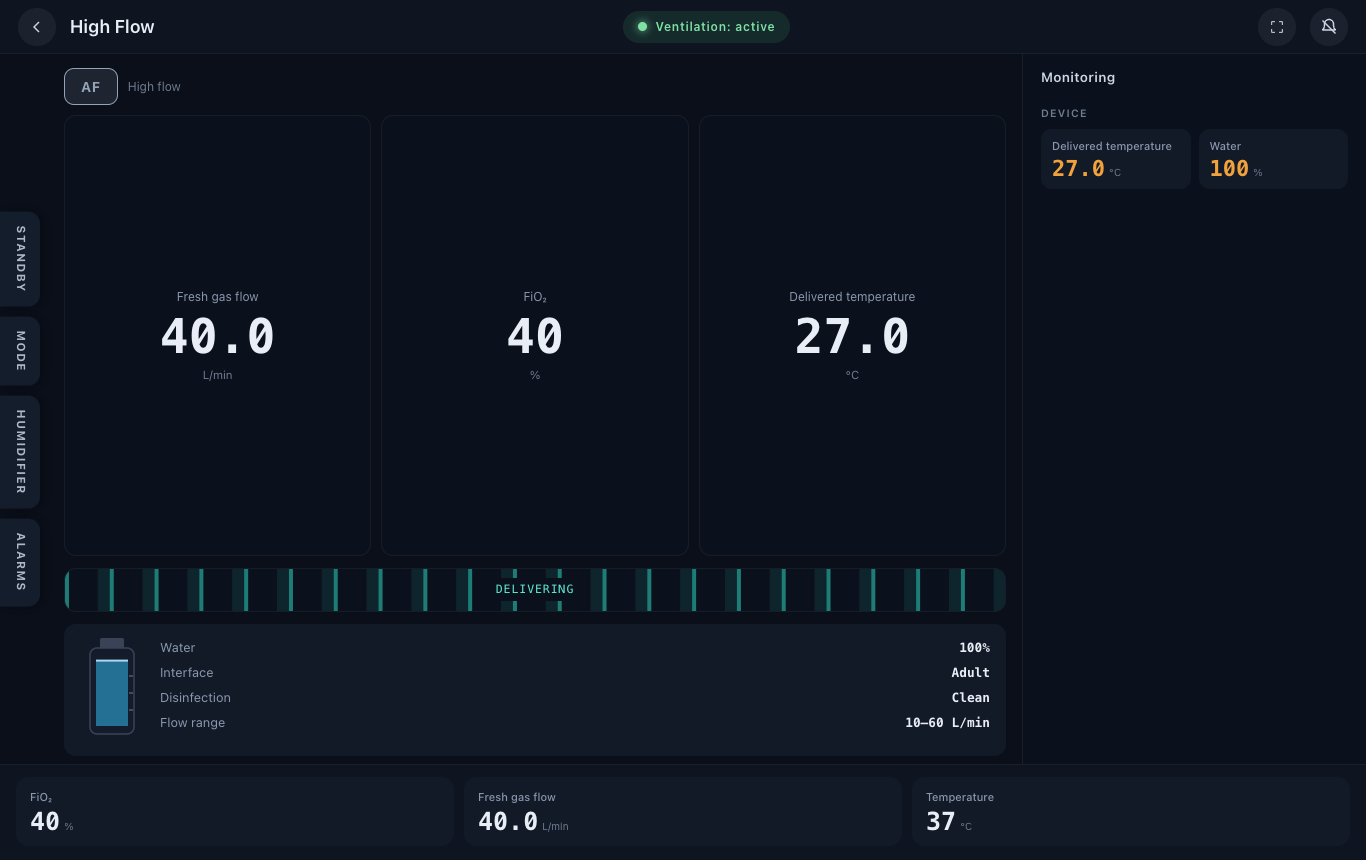 High Flow
Ventilation: active
AF
High flow
STANDBY
MODE
HUMIDIFIER
ALARMS
Fresh gas flow
40.0
L/min
FiO₂
40
%
Delivered temperature
27.0
°C
DELIVERING
Water 100%
Interface Adult
Disinfection Clean
Flow range 10–60 L/min
Monitoring
DEVICE
Delivered temperature
27.0 °C
Water
100 %
FiO₂
40 %
Fresh gas flow
40.0 L/min
Temperature
37 °C